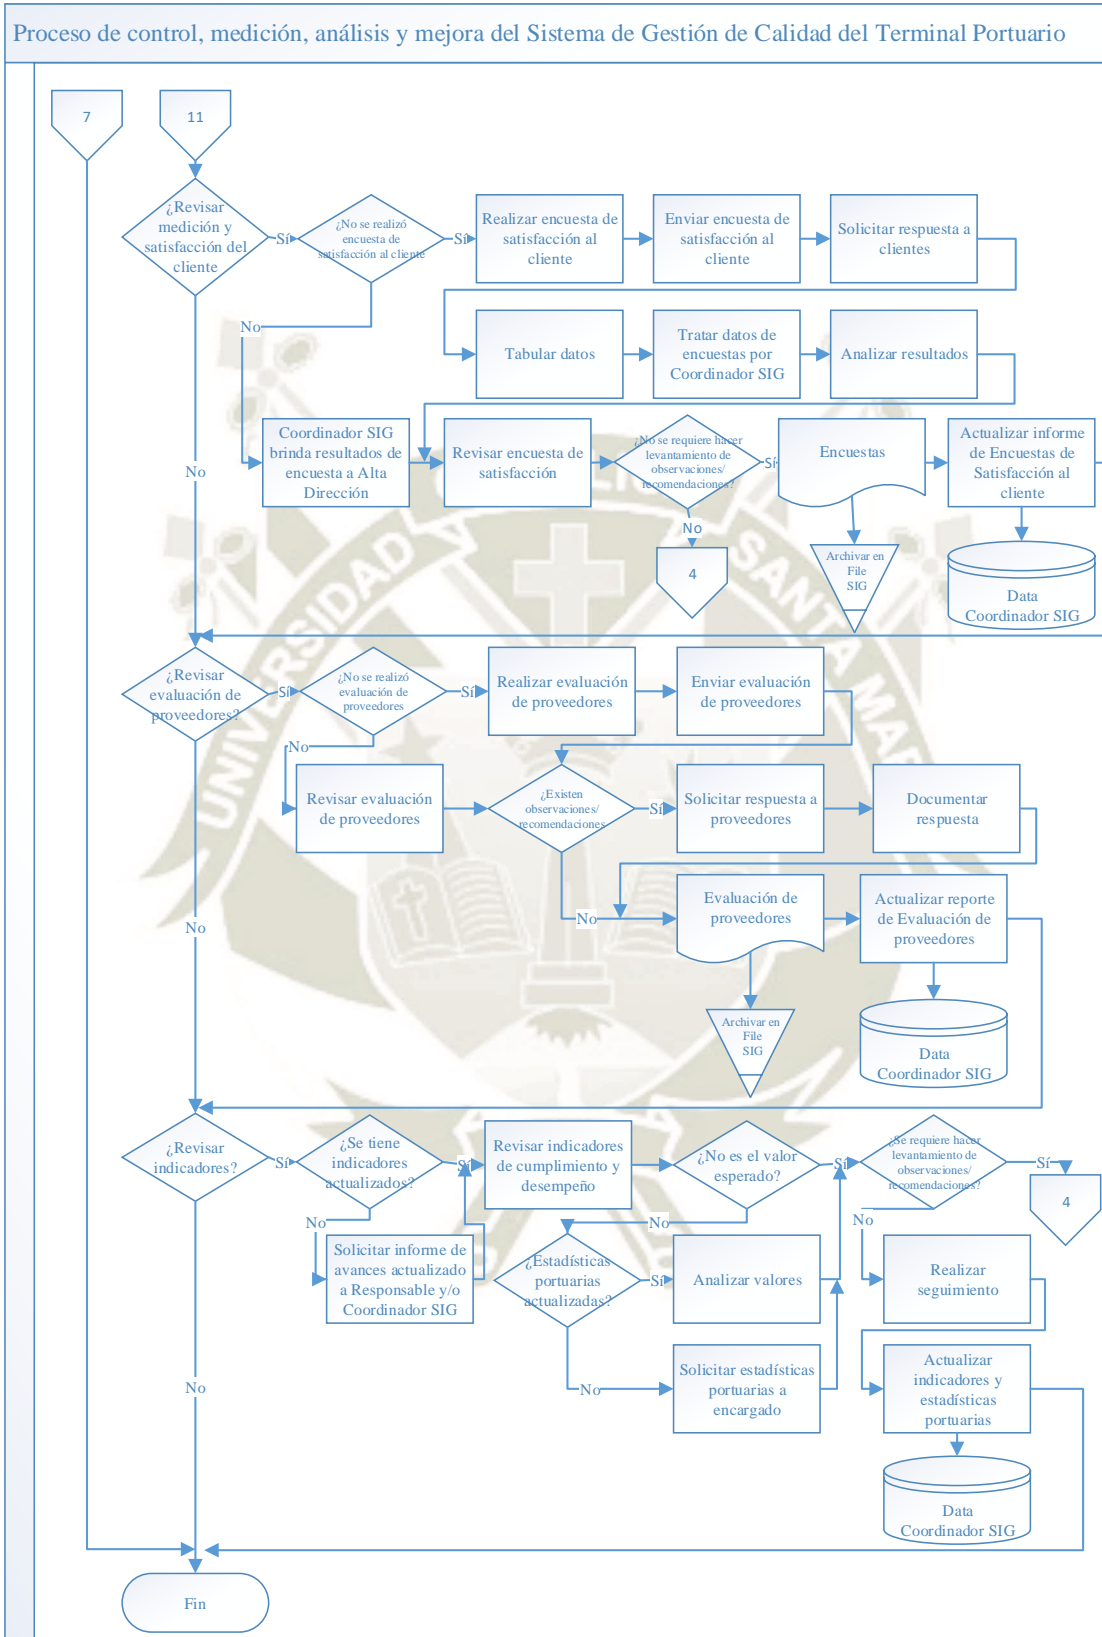 Proceso de control, medición, análisis y mejora del Sistema de Gestión de Calidad del Terminal Portuario
7
11
¿Revisar
medición y
satisfacción del
cliente
Sí
¿No se realizó
encuesta de
satisfacción al cliente
Sí
Realizar encuesta de
satisfacción al
cliente
Enviar encuesta de
satisfacción al
cliente
Solicitar respuesta a
clientes
No
Tabular datos
Tratar datos de
encuestas por
Coordinador SIG
Analizar resultados
Coordinador SIG
brinda resultados de
encuesta a Alta
Dirección
Revisar encuesta de
satisfacción
¿No se requiere hacer
levantamiento de
observaciones/
recomendaciones?
Sí
Encuestas
Actualizar informe
de Encuestas de
Satisfacción al
cliente
No
No
4
Archivar en
File
SIG
Data
Coordinador SIG
UNIVERSIDAD
SANTA MAR
¿Revisar
evaluación de
proveedores?
Sí
¿No se realizó
evaluación de
proveedores
Sí
Realizar evaluación
de proveedores
Enviar evaluación
de proveedores
No
Revisar evaluación
de proveedores
¿Existen
observaciones/
recomendaciones
Sí
Solicitar respuesta a
proveedores
Documentar
respuesta
No
No
Evaluación de
proveedores
Actualizar reporte
de Evaluación de
proveedores
Archivar en
File
SIG
Data
Coordinador SIG
¿Revisar
indicadores?
Sí
¿Se tiene
indicadores
actualizados?
Sí
Revisar indicadores
de cumplimiento y
desempeño
¿No es el valor
esperado?
Sí
¿Se requiere hacer
levantamiento de
observaciones/
recomendaciones?
Sí
4
No
Solicitar informe de
avances actualizado
a Responsable y/o
Coordinador SIG
No
¿Estadísticas
portuarias
actualizadas?
Sí
Analizar valores
No
Realizar
seguimiento
No
No
Solicitar estadísticas
portuarias a
encargado
Actualizar
indicadores y
estadísticas
portuarias
Data
Coordinador SIG
Fin